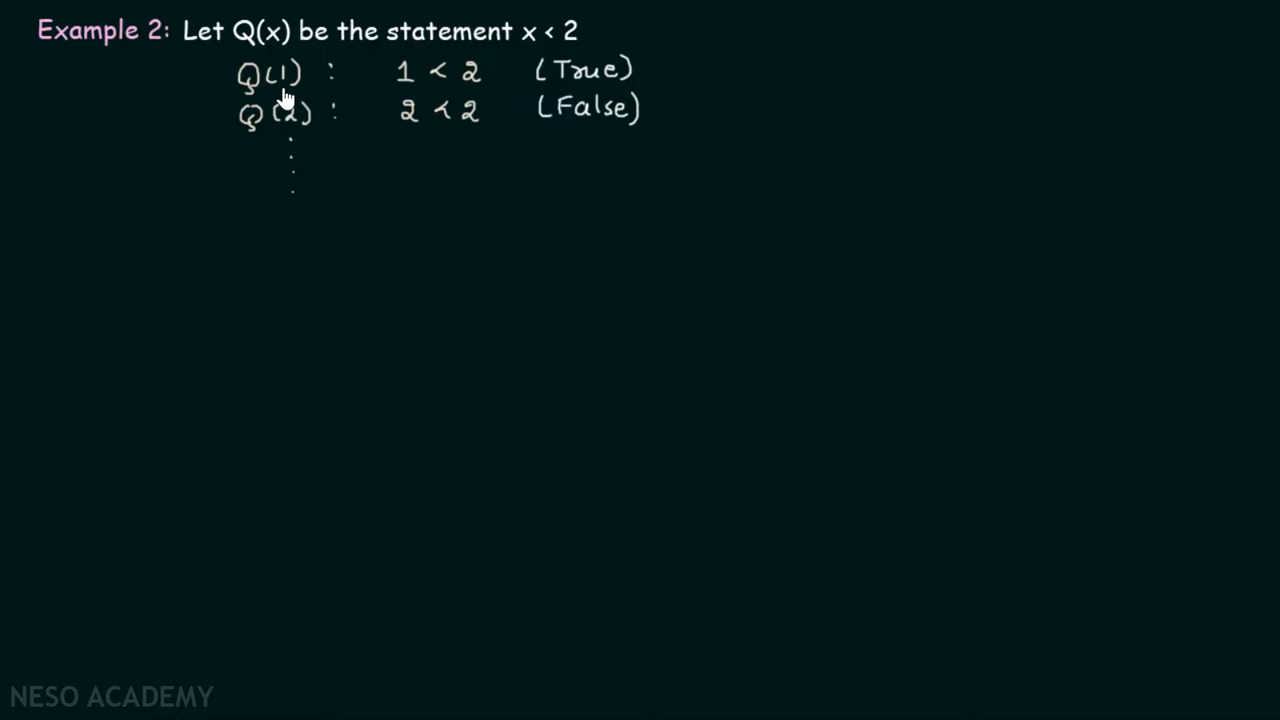 Example 2: Let Q(x) be the statement x < 2
Q(1) : 1 < 2 (True)
Q(2) : 2 < 2 (False)
NESO ACADEMY